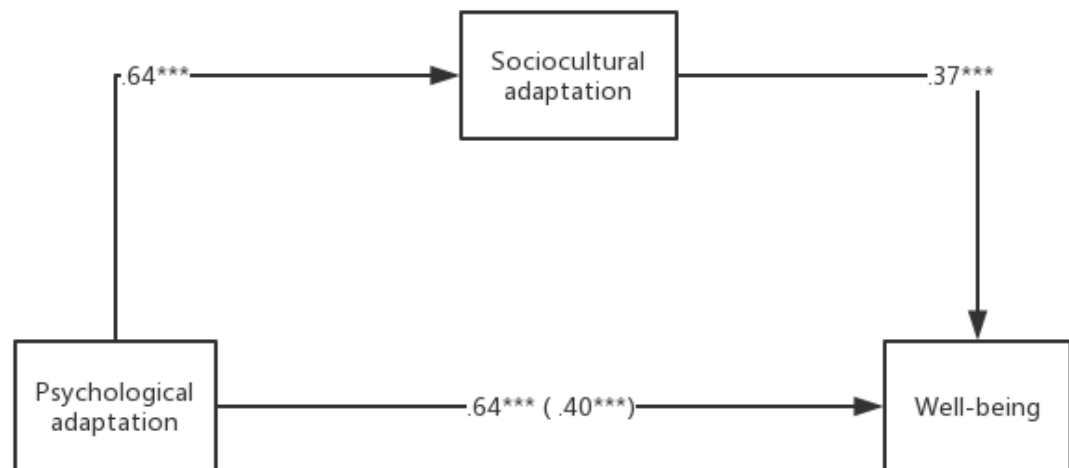 Sociocultural
adaptation
.64***
.37***
Psychological
adaptation
.64*** ( .40***)
Well-being